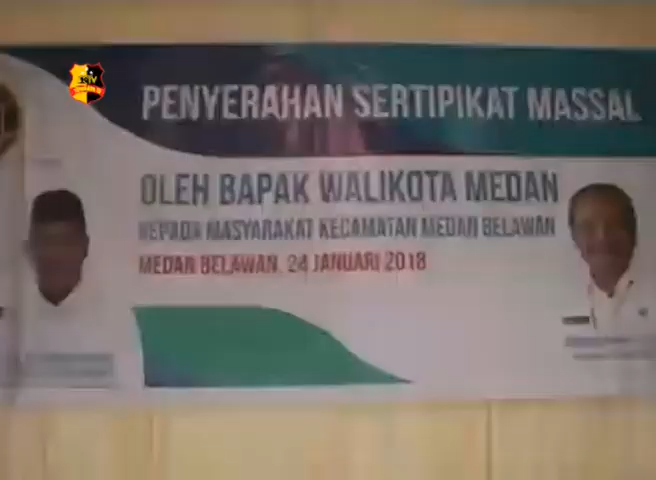 PENYERAHAN SERTIPIKAT MASSAL
OLEH BAPAK WALIKOTA MEDAN
KEPADA MASYARAKAT KECAMATAN MEDAN BELAWAN
MEDAN BELAWAN, 24 JANUARI 2018